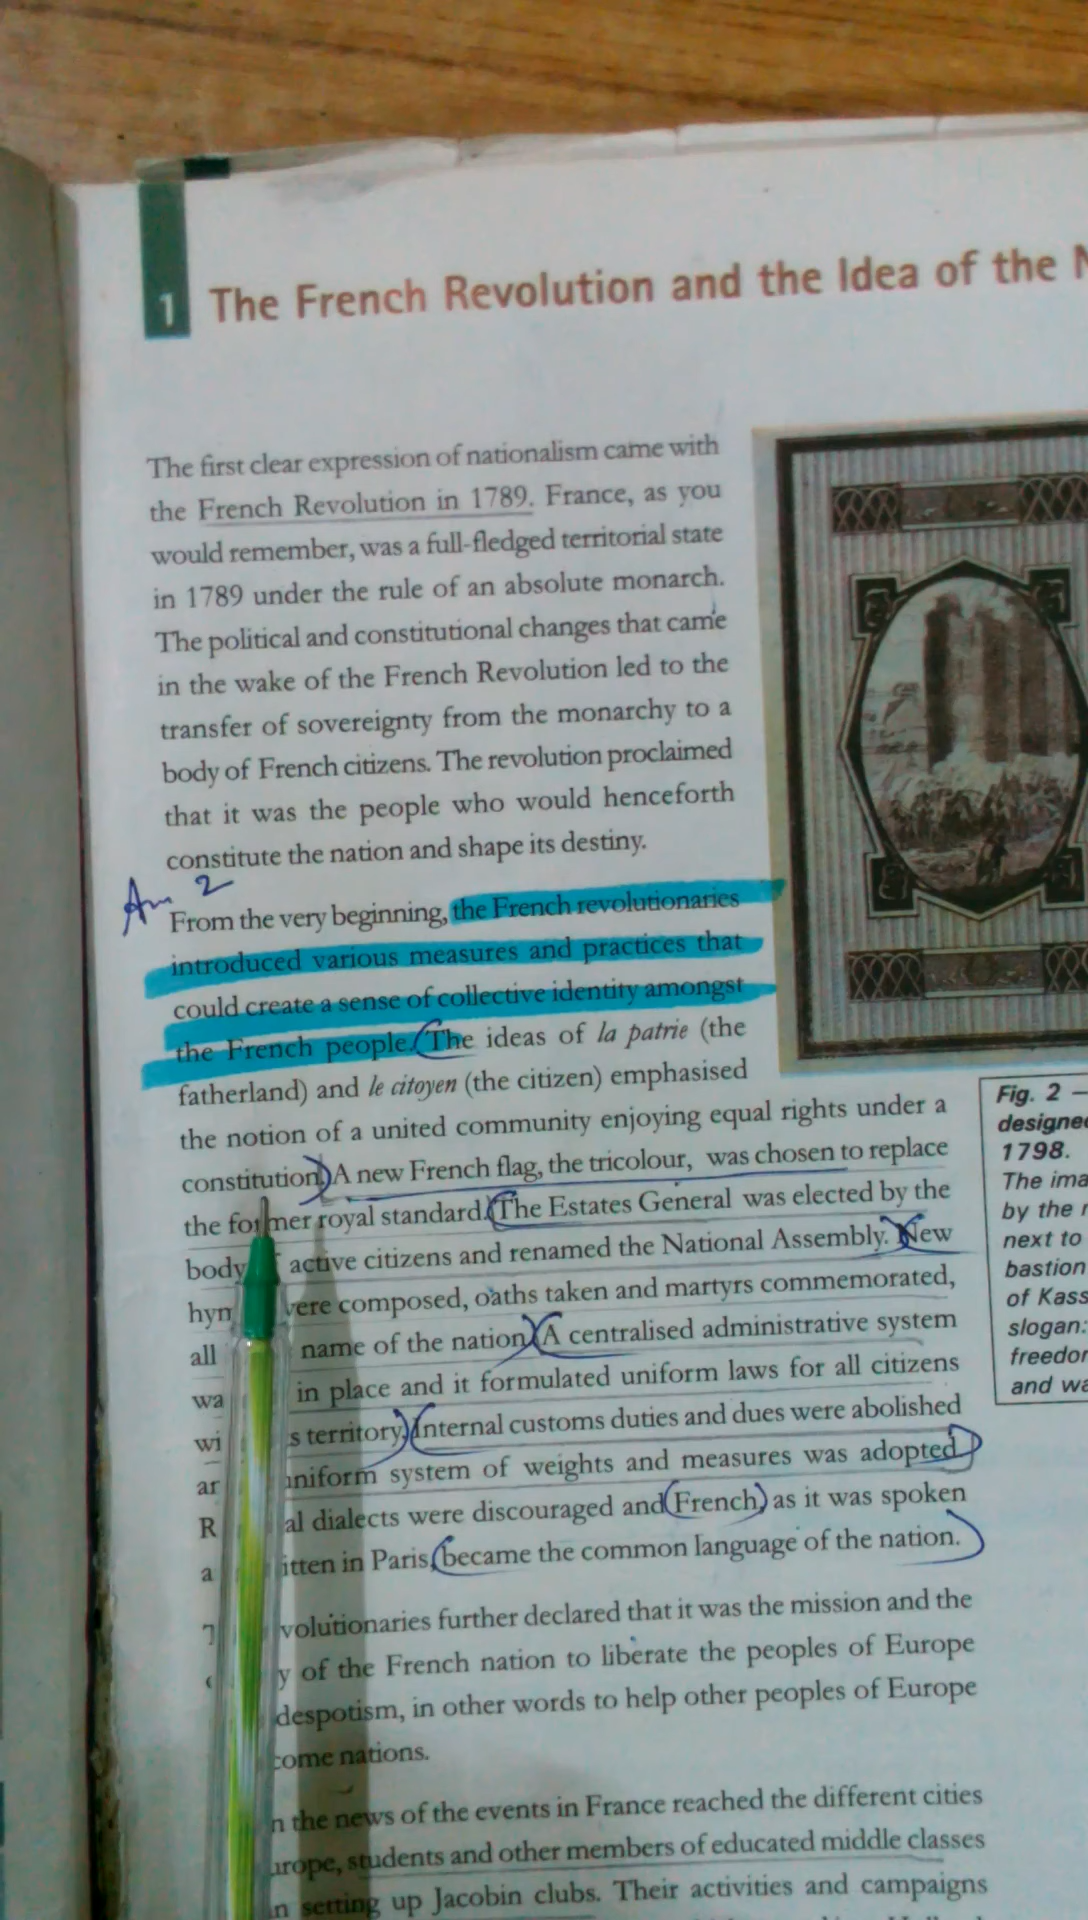 1 The French Revolution and the Idea of the
The first clear expression of nationalism came with
the French Revolution in 1789. France, as you
would remember, was a full-fledged territorial state
in 1789 under the rule of an absolute monarch.
The political and constitutional changes that came
in the wake of the French Revolution led to the
transfer of sovereignty from the monarchy to a
body of French citizens. The revolution proclaimed
that it was the people who would henceforth
constitute the nation and shape its destiny.
Ans 2
From the very beginning, the French revolutionaries
introduced various measures and practices that
could create a sense of collective identity amongst
the French people. The ideas of la patrie (the
fatherland) and le citoyen (the citizen) emphasised
the notion of a united community enjoying equal rights under a
constitution. A new French flag, the tricolour, was chosen to replace
the former royal standard. The Estates General was elected by the
body active citizens and renamed the National Assembly. New
hym were composed, oaths taken and martyrs commemorated,
all name of the nation. A centralised administrative system
wa in place and it formulated uniform laws for all citizens
wi s territory. Internal customs duties and dues were abolished
uniform system of weights and measures was adopted.
R al dialects were discouraged and French, as it was spoken
a itten in Paris, became the common language of the nation.
volutionaries further declared that it was the mission and the
y of the French nation to liberate the peoples of Europe
despotism, in other words to help other peoples of Europe
come nations.
n the news of the events in France reached the different cities
urope, students and other members of educated middle classes
n setting up Jacobin clubs. Their activities and campaigns
Fig. 2 —
designed
1798.
The ima
by the
next to
bastion
of Kass
slogan:
freedom
and wa